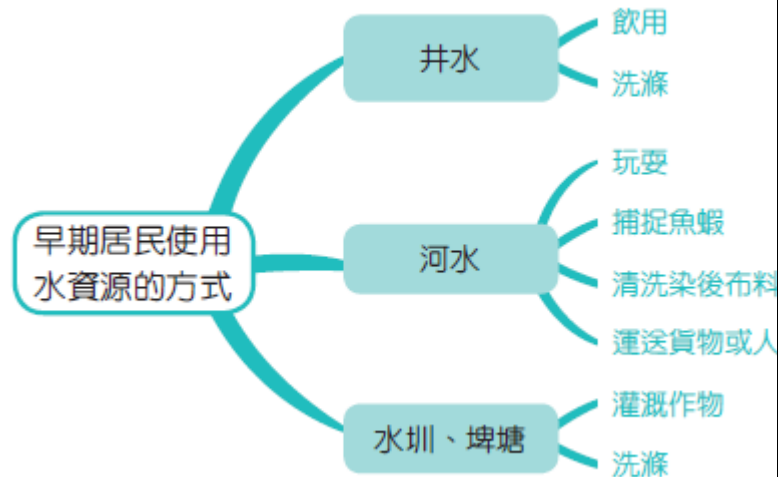 早期居民使用
水資源的方式
井水
飲用
洗滌
河水
玩耍
捕捉魚蝦
清洗染後布料
運送貨物或人
水圳、埤塘
灌溉作物
洗滌